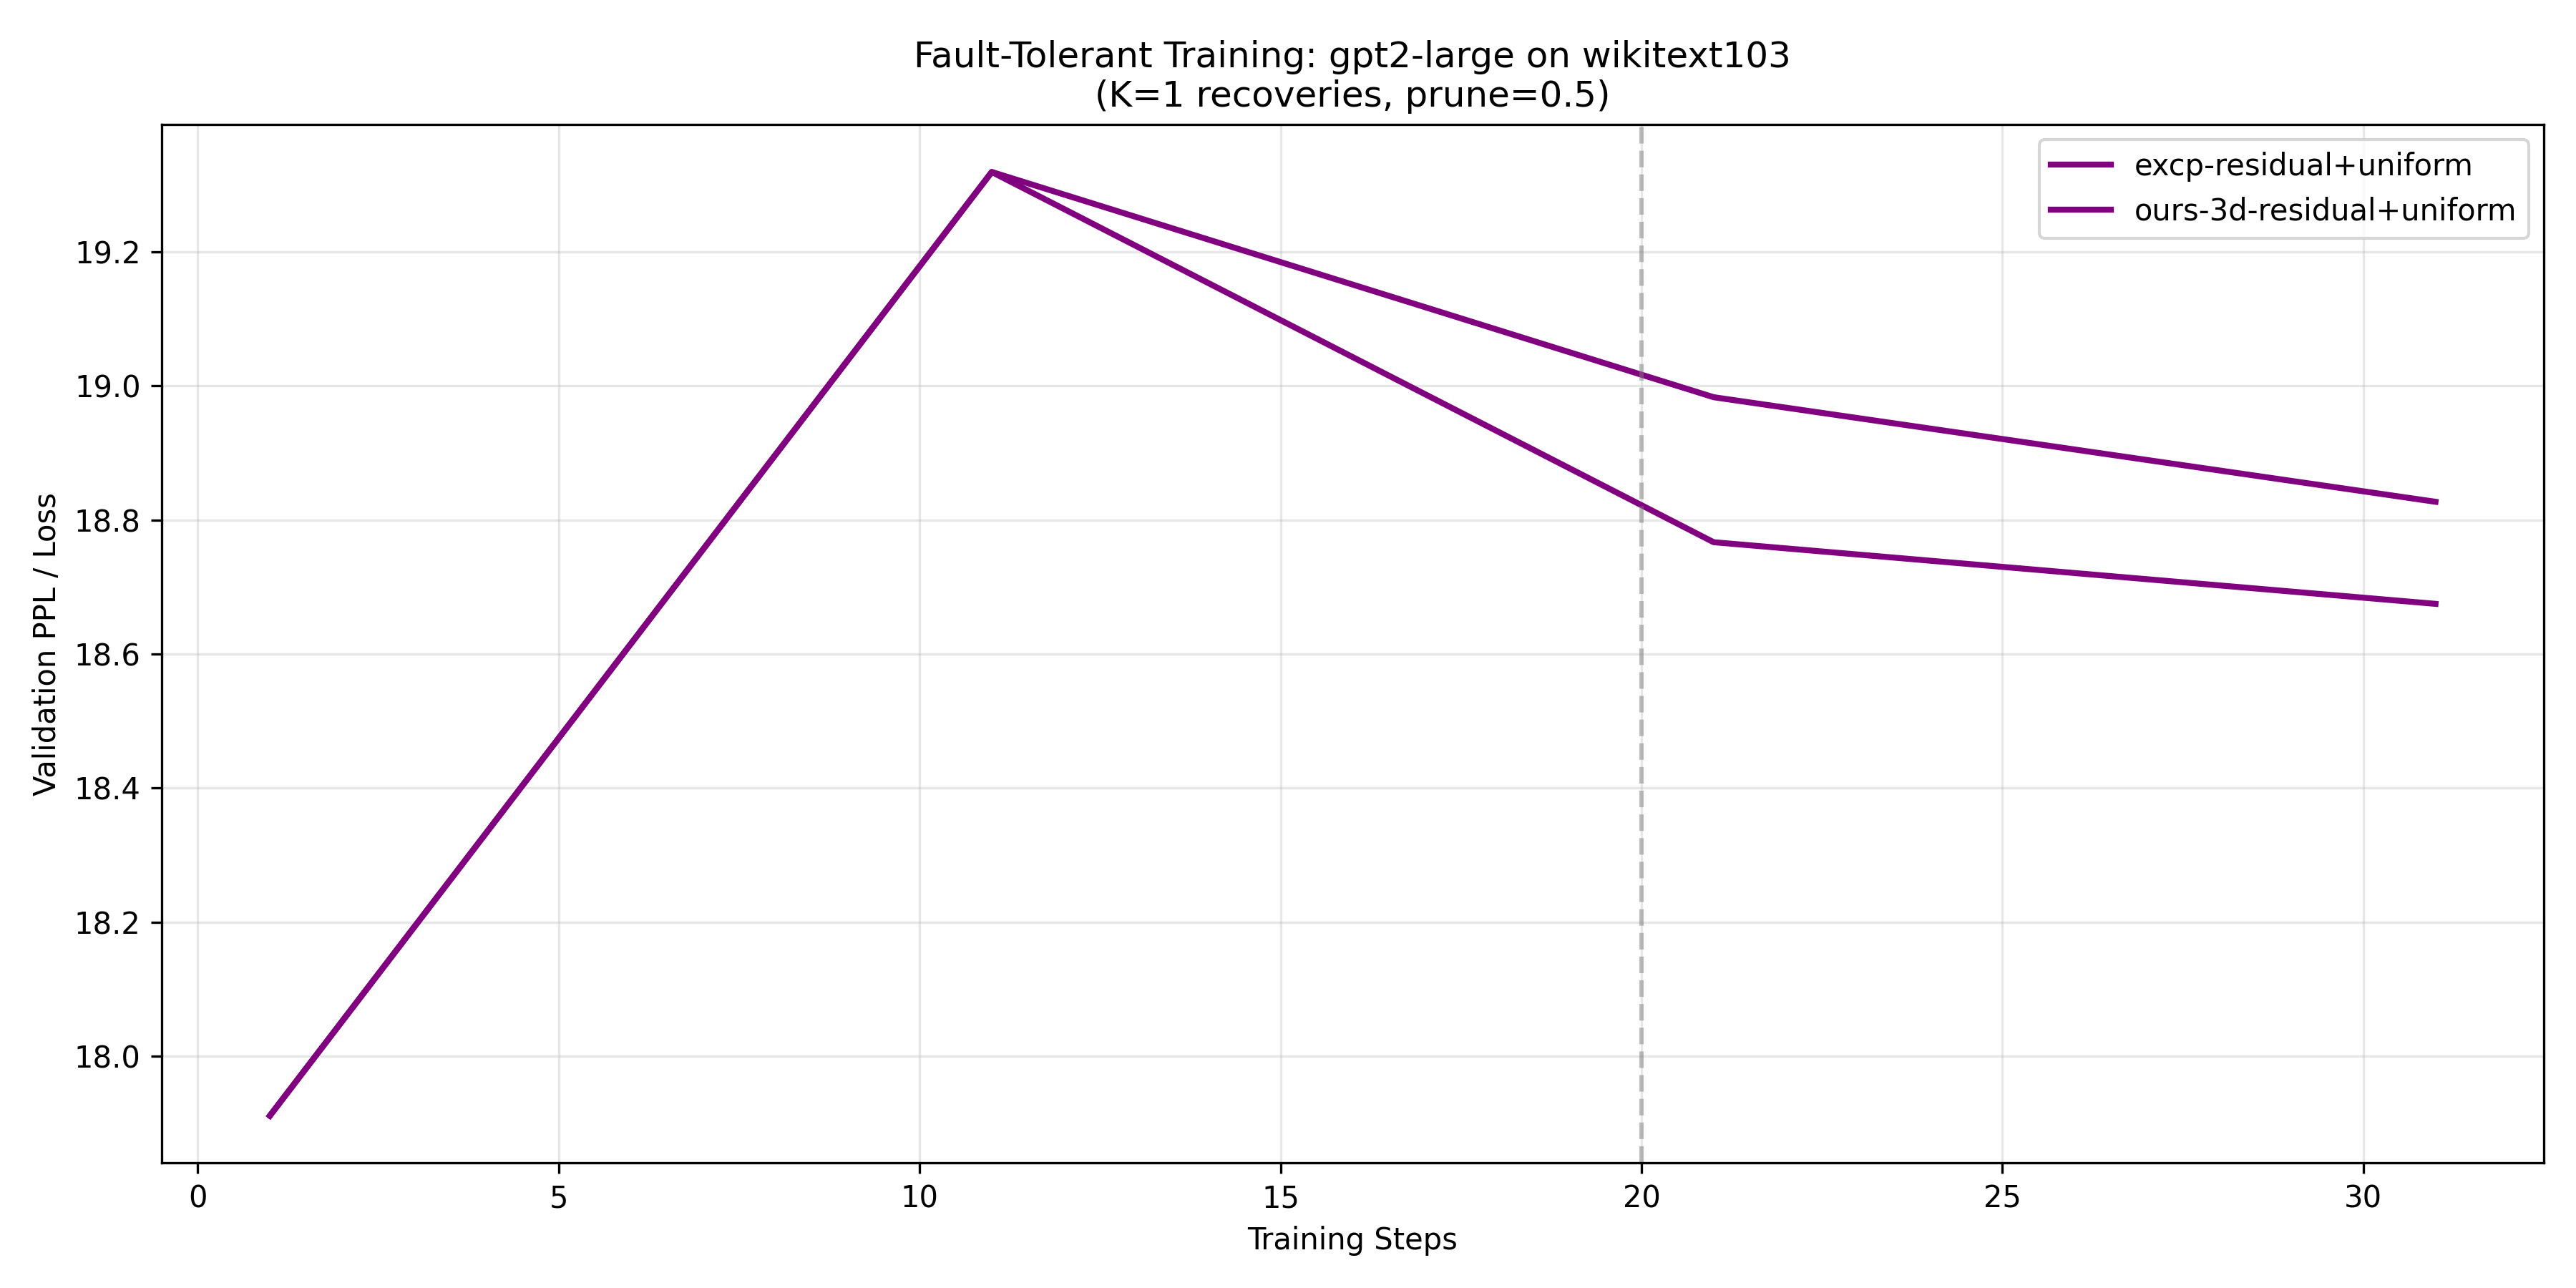 Fault-Tolerant Training: gpt2-large on wikitext103
(K=1 recoveries, prune=0.5)
excp-residual+uniform
ours-3d-residual+uniform
Validation PPL / Loss
19.2
19.0
18.8
18.6
18.4
18.2
18.0
0 5 10 15 20 25 30
Training Steps